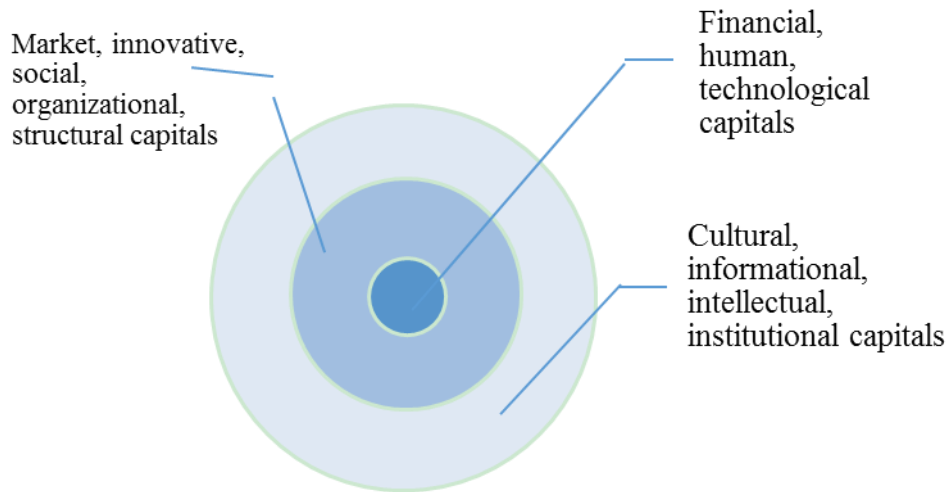 Market, innovative,
social,
organizational,
structural capitals
Financial,
human,
technological
capitals
Cultural,
informational,
intellectual,
institutional capitals